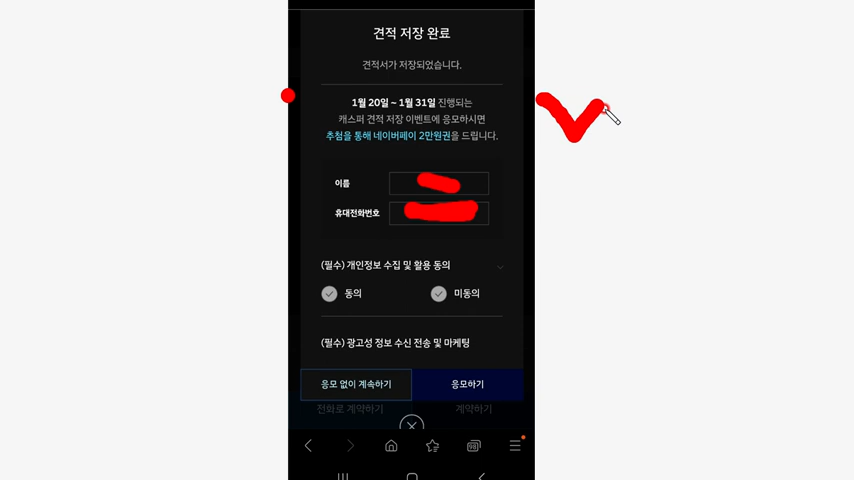 견적 저장 완료
견적서가 저장되었습니다.
1월 20일 ~ 1월 31일 진행되는
캐스퍼 견적 저장 이벤트에 응모하시면
추첨을 통해 네이버페이 2만원권을 드립니다.
이름
휴대전화번호
(필수) 개인정보 수집 및 활용 동의
동의 미동의
(필수) 광고성 정보 수신 전송 및 마케팅
응모 없이 계속하기 응모하기
전화로 계약하기 계약하기
98